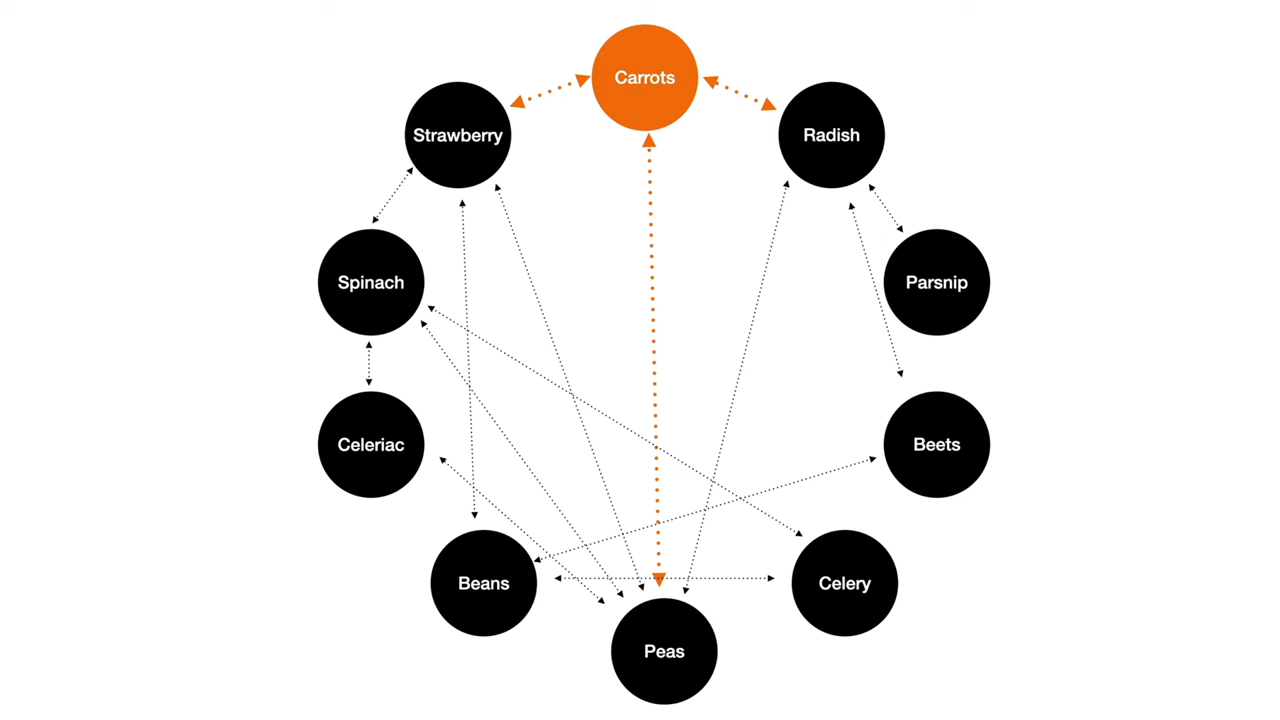 Carrots
Strawberry
Radish
Spinach
Parsnip
Celeriac
Beets
Beans
Celery
Peas